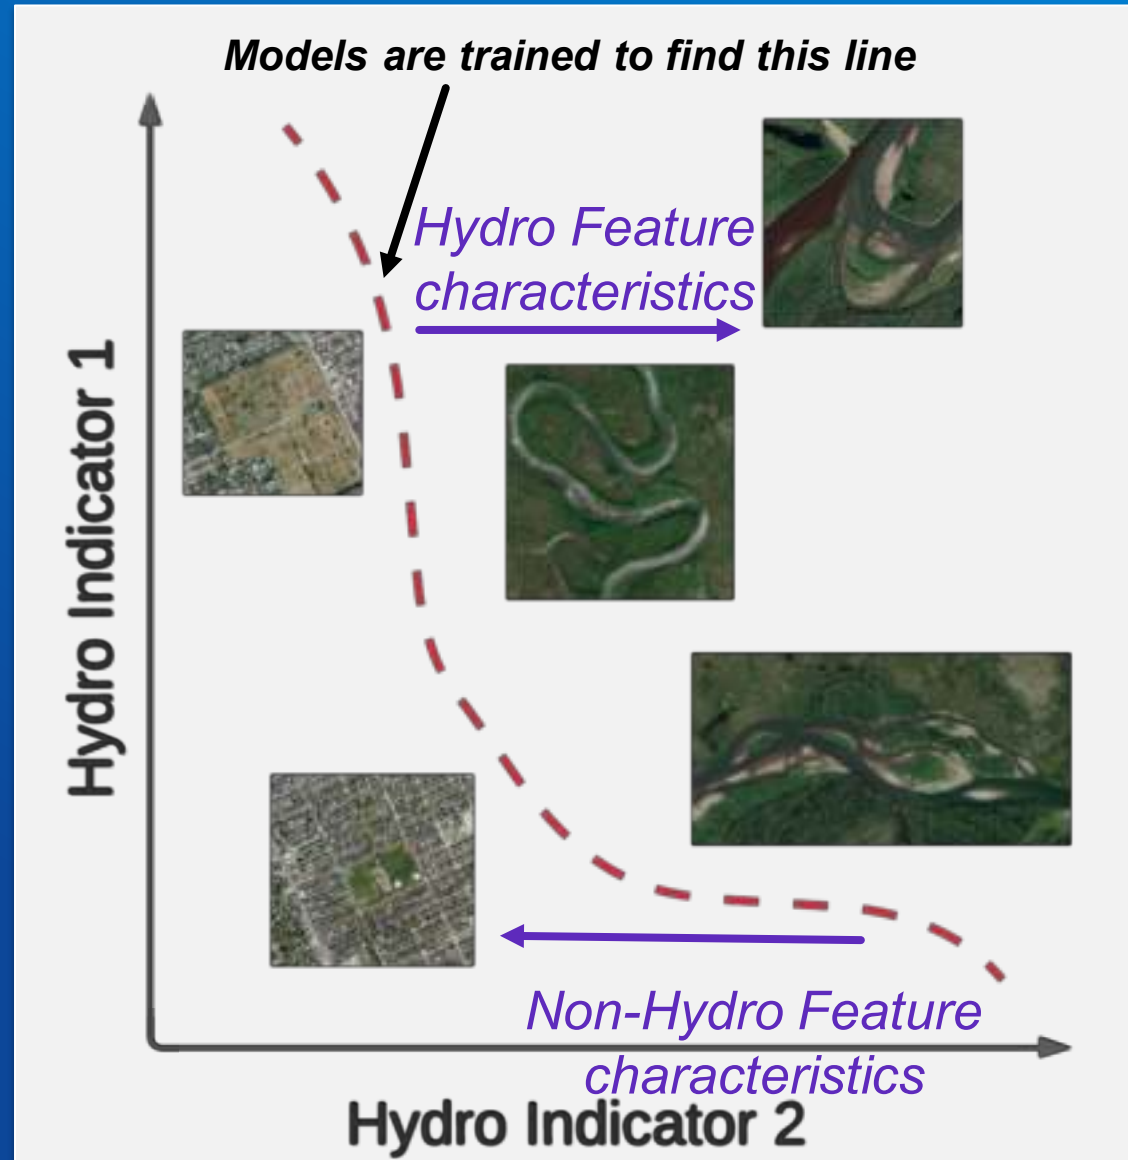 Models are trained to find this line
Hydro Feature
characteristics
Hydro Indicator 1
Non-Hydro Feature
characteristics
Hydro Indicator 2